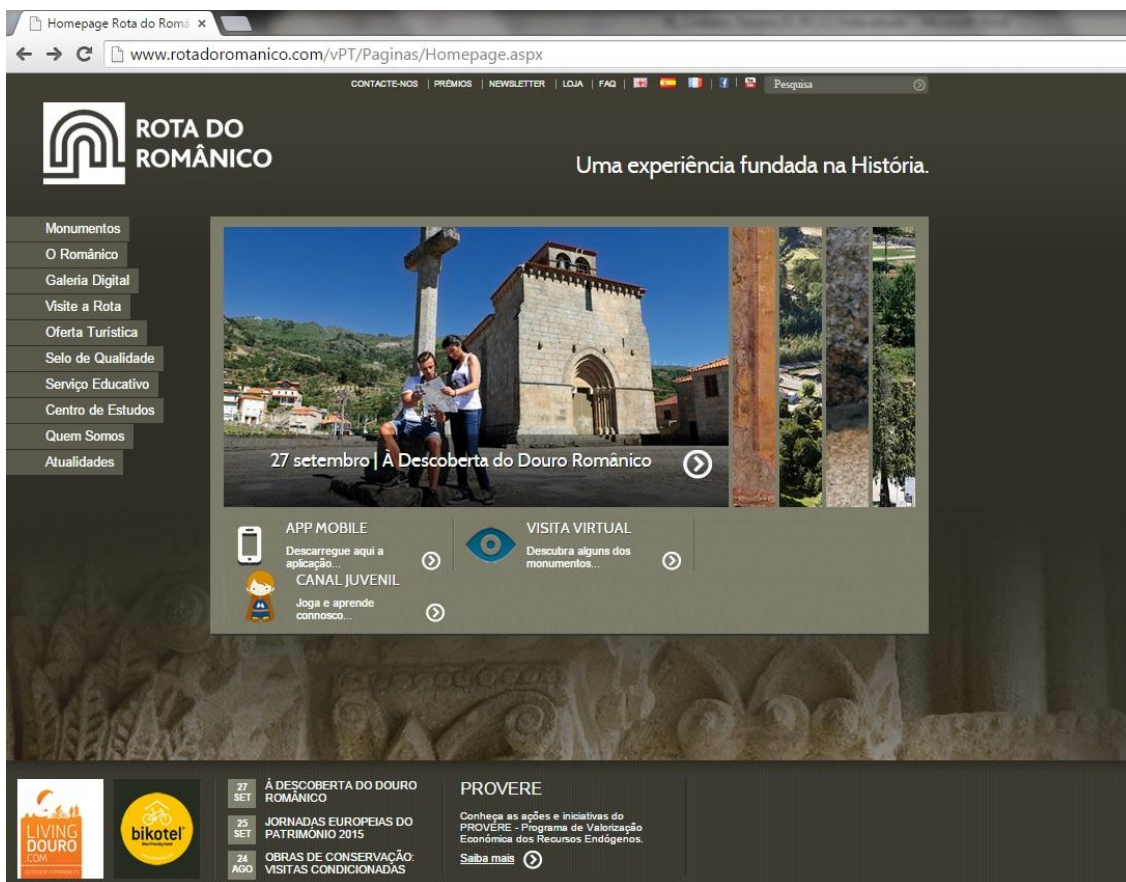 Homepage Rota do Româ
www.rotadoromanico.com/vPT/Paginas/Homepage.aspx
CONTACTE-NOS | PRÉMIOS | NEWSLETTER | LOJA | FAQ
Pesquisa
ROTA DO
ROMÂNICO
Uma experiência fundada na História.
Monumentos
O Românico
Galeria Digital
Visite a Rota
Oferta Turística
Selo de Qualidade
Serviço Educativo
Centro de Estudos
Quem Somos
Atualidades
27 setembro | À Descoberta do Douro Românico
APP MOBILE
Descarregue aqui a
aplicação...
VISITA VIRTUAL
Descubra alguns dos
monumentos...
CANAL JUVENIL
Joga e aprende
connosco...
LIVING
DOURO
.COM
OUTDOOR EXPERIENCES
bikotel
27
SET
À DESCOBERTA DO DOURO
ROMÂNICO
25
SET
JORNADAS EUROPEIAS DO
PATRIMÓNIO 2015
24
AGO
OBRAS DE CONSERVAÇÃO:
VISITAS CONDICIONADAS
PROVERE
Conheça as ações e iniciativas do
PROVERE - Programa de Valorização
Económica dos Recursos Endógenos.
Saiba mais